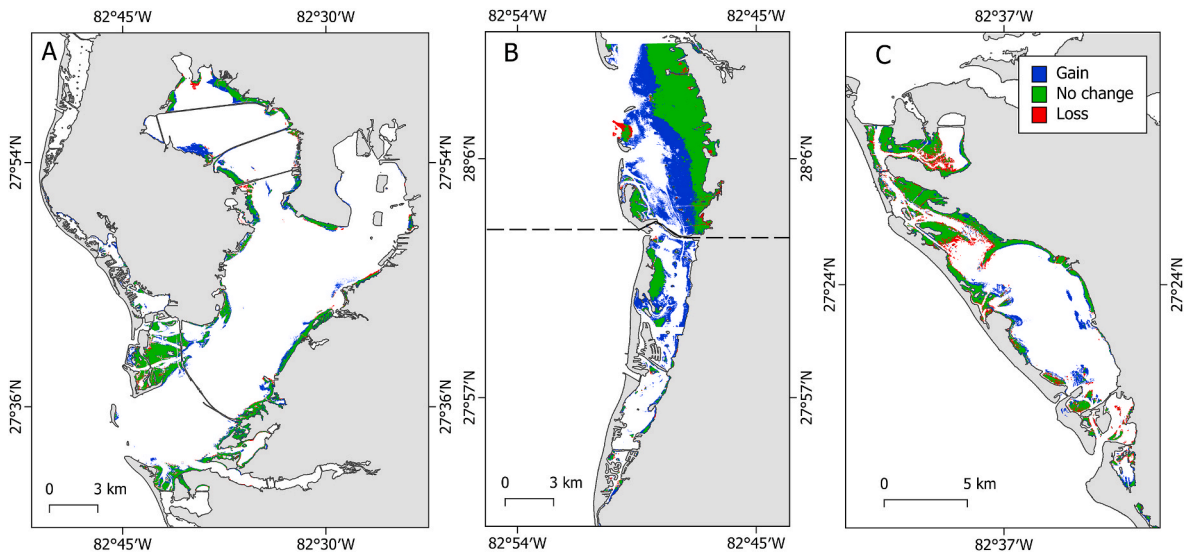 82°45′W
82°30′W
82°54′W
82°45′W
82°37′W
A
B
C
Gain
No change
Loss
27°54′N
27°54′N
28°6′N
28°6′N
27°24′N
27°24′N
27°36′N
27°36′N
27°57′N
27°57′N
0 3 km
0 3 km
0 5 km
82°45′W
82°30′W
82°54′W
82°45′W
82°37′W